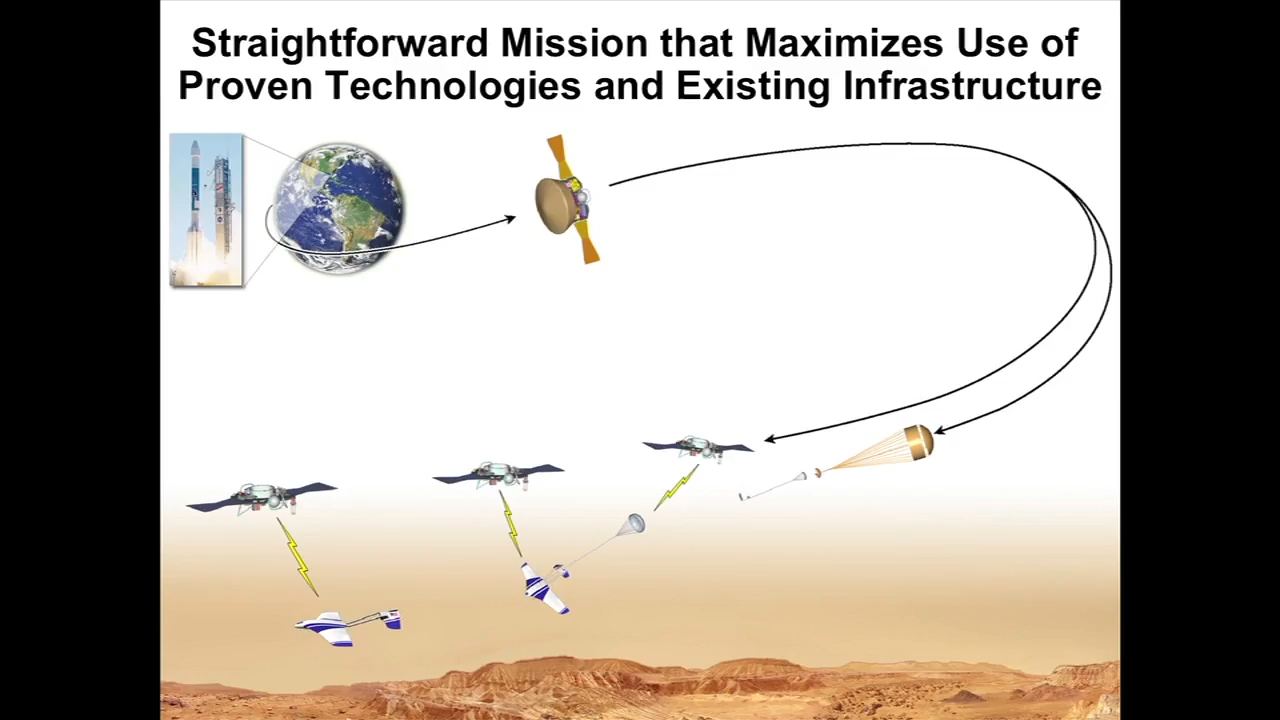 Straightforward Mission that Maximizes Use of
Proven Technologies and Existing Infrastructure